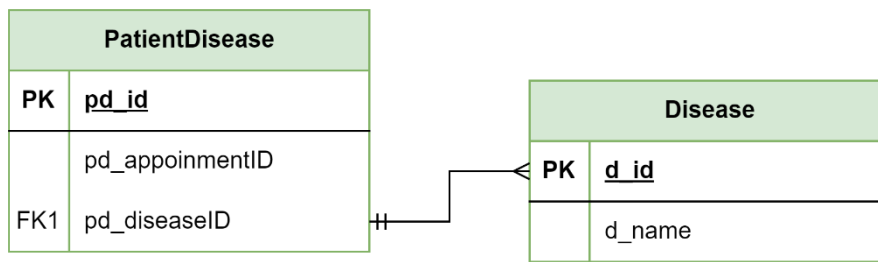 PatientDisease
PK pd_id
pd_appoinmentID
FK1 pd_diseaseID
Disease
PK d_id
d_name